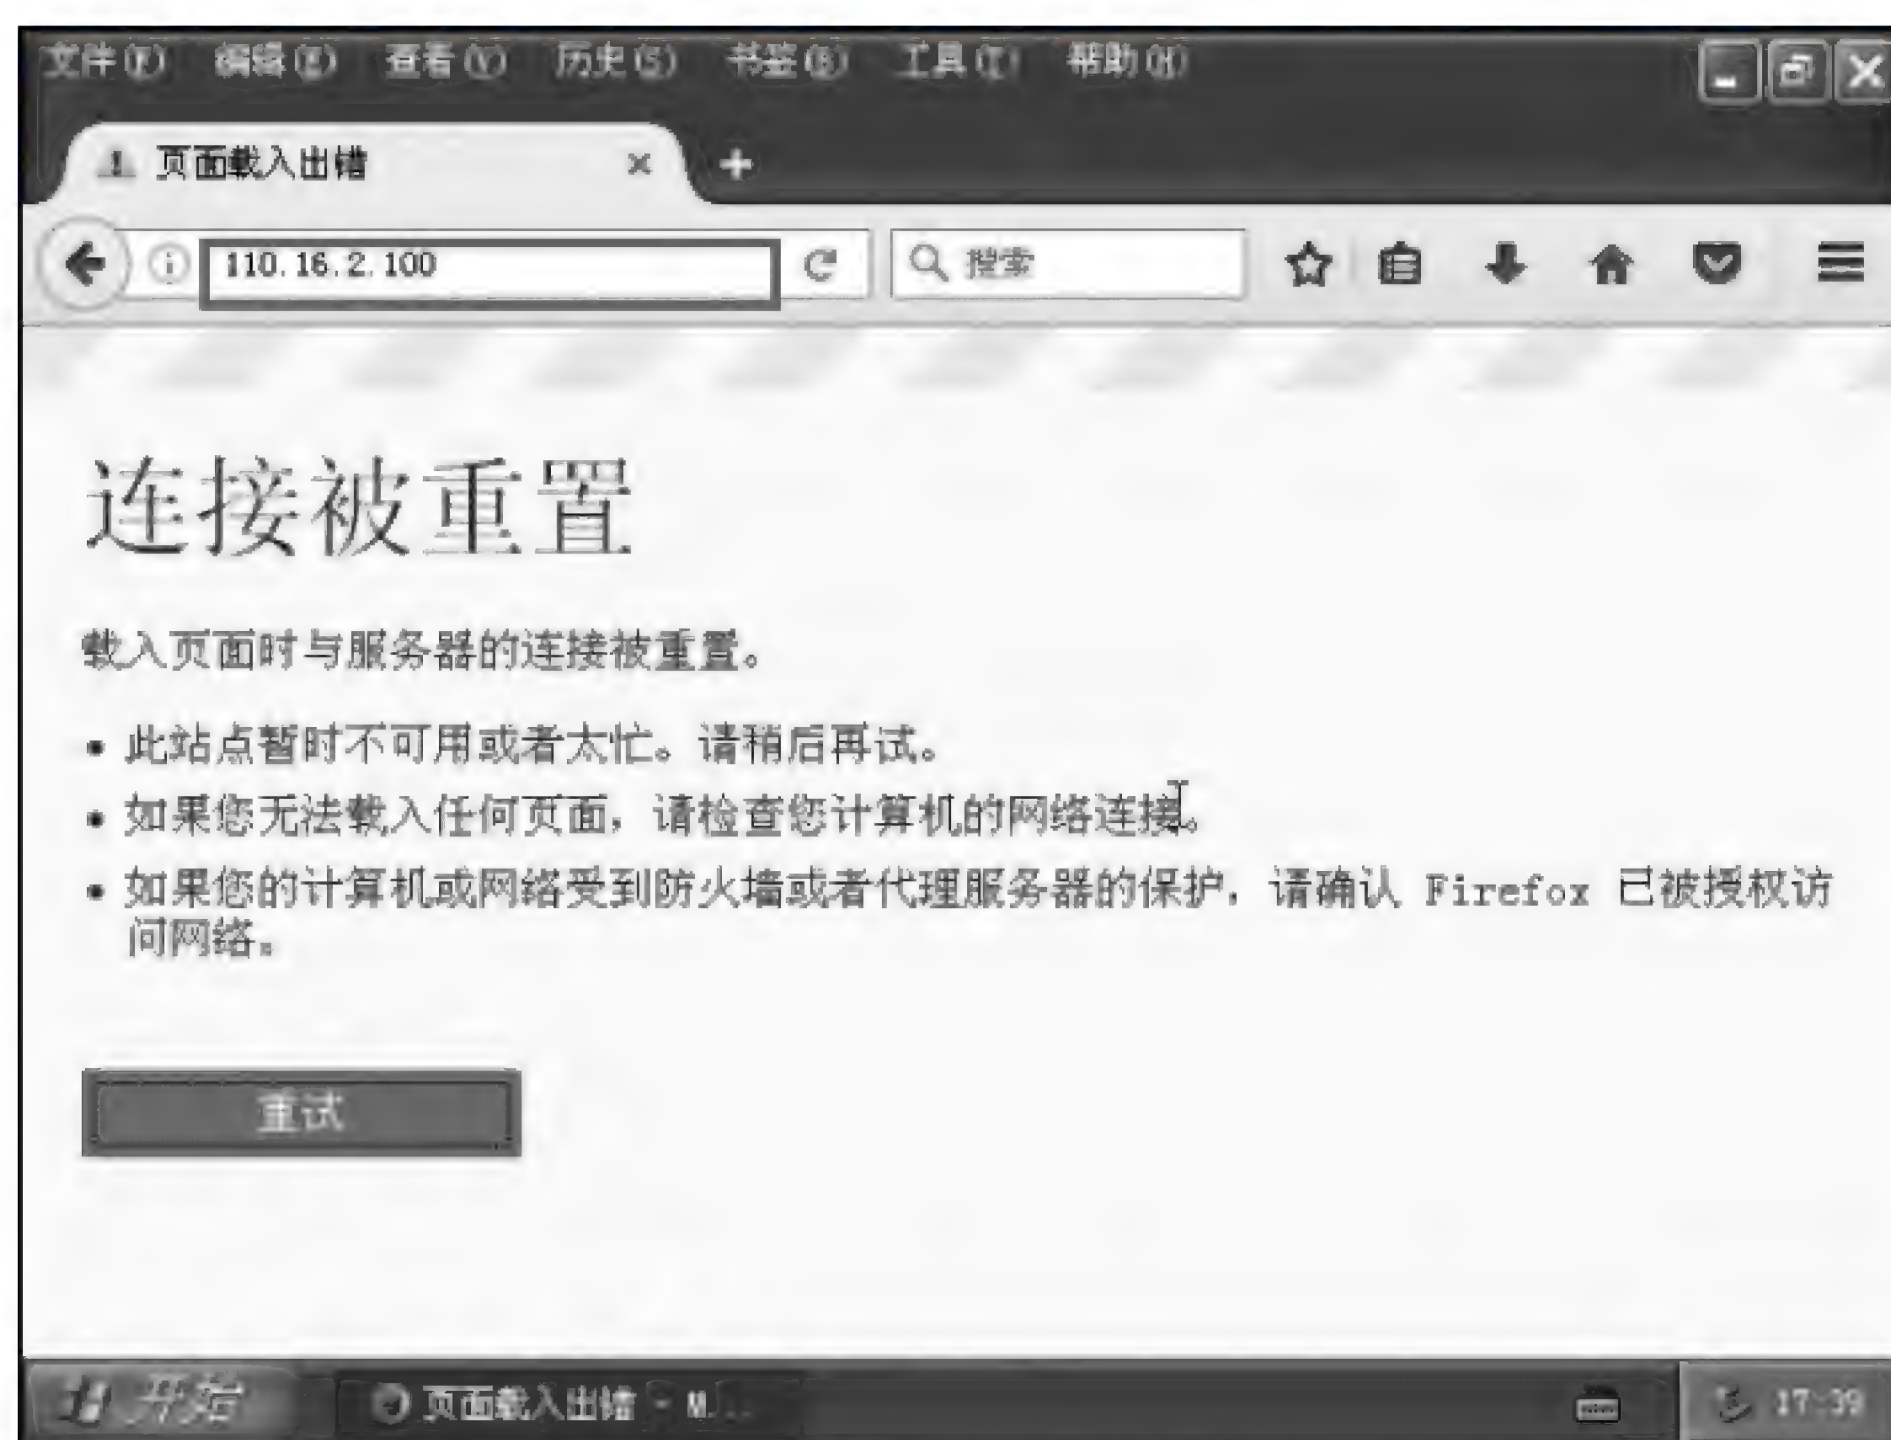 文件(F) 编辑(E) 查看(V) 历史(S) 书签(B) 工具(T) 帮助(H)
页面载入出错
110.16.2.100
搜索
连接被重置
载入页面时与服务器的连接被重置。
• 此站点暂时不可用或者太忙。请稍后再试。
• 如果您无法载入任何页面，请检查您计算机的网络连接。
• 如果您的计算机或网络受到防火墙或者代理服务器的保护，请确认 Firefox 已被授权访
问网络。
重试
开始 页面载入出错 - M... 17:39